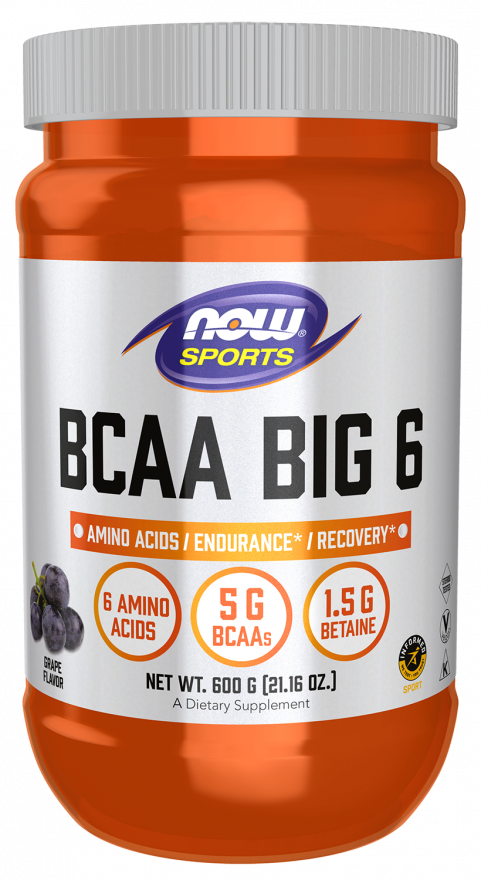 NOW®
SPORTS
BCAA BIG 6
AMINO ACIDS / ENDURANCE* / RECOVERY*
6 AMINO
ACIDS
5 G
BCAAs
1.5 G
BETAINE
GRAPE
FLAVOR
NET WT. 600 G (21.16 OZ.)
A Dietary Supplement
INFORMED
SPORT
V
K